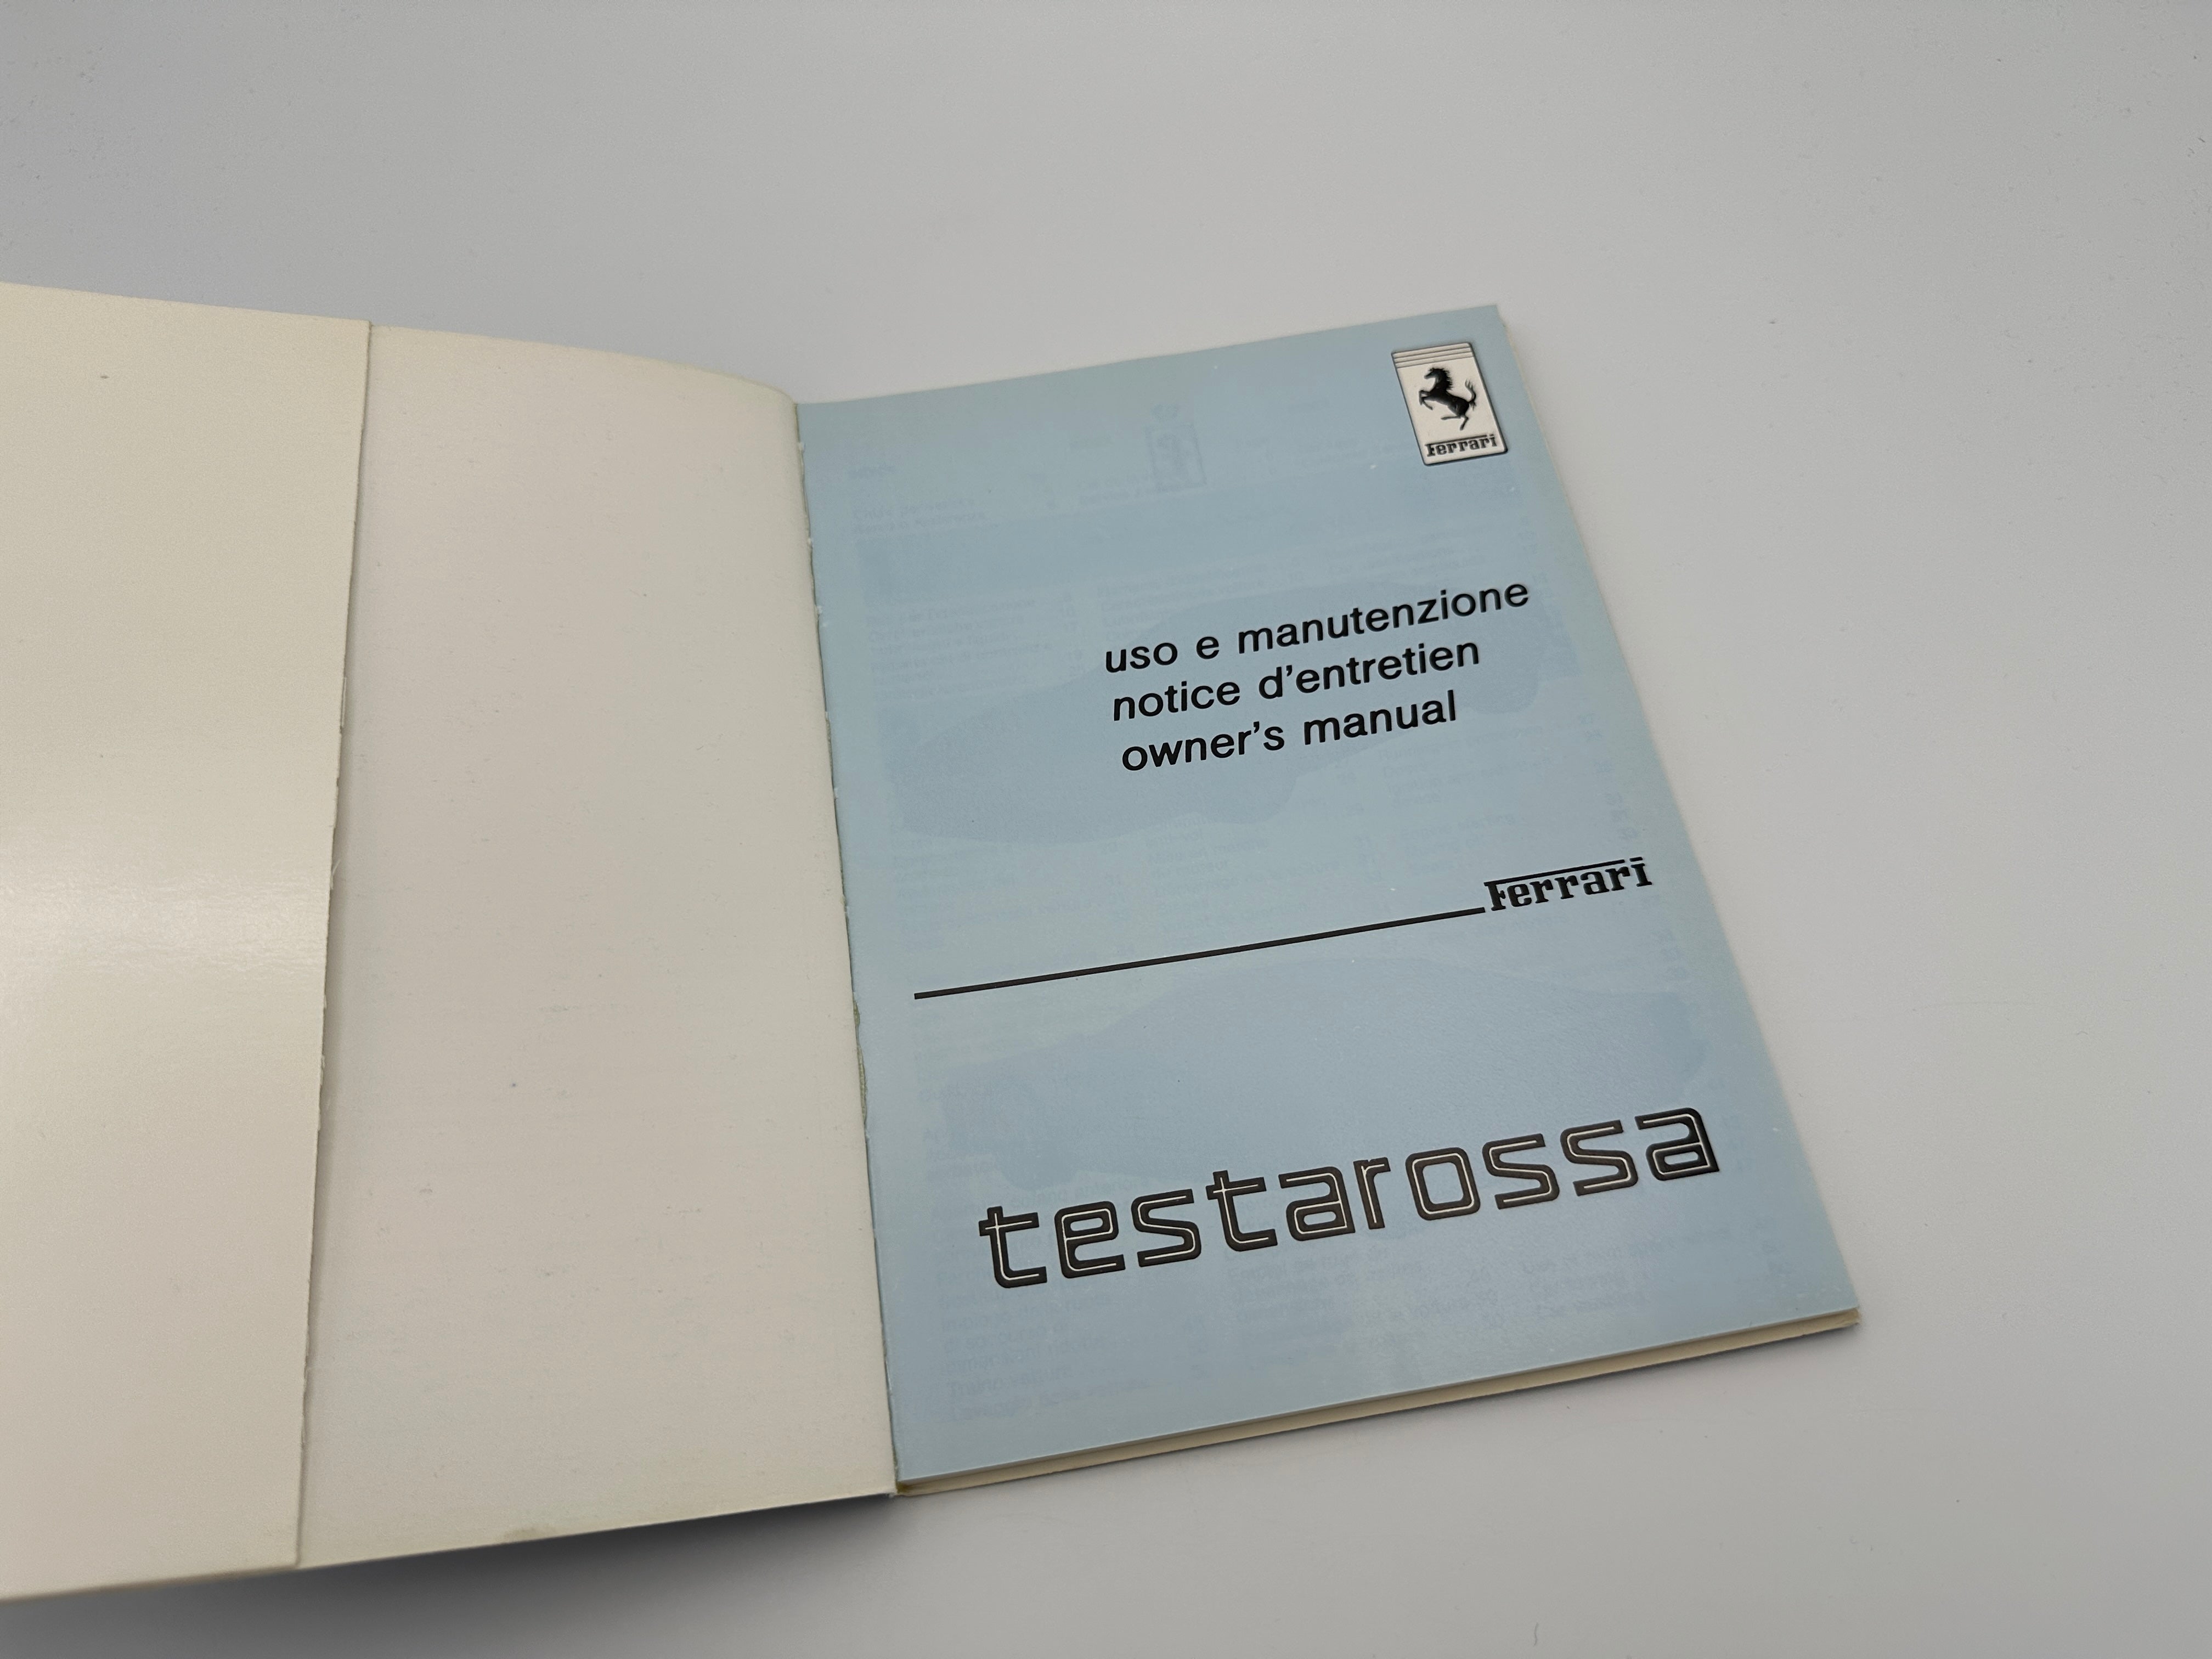 Ferrari
uso e manutenzione
notice d'entretien
owner's manual
Ferrari
testarossa